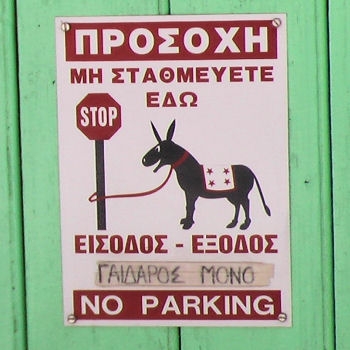 ΠΡΟΣΟΧΗ
ΜΗ ΣΤΑΘΜΕΥΕΤΕ
ΕΔΩ
STOP
ΕΙΣΟΔΟΣ - ΕΞΟΔΟΣ
ΓΑΙΔΑΡΟΣ ΜΟΝΟ
NO PARKING